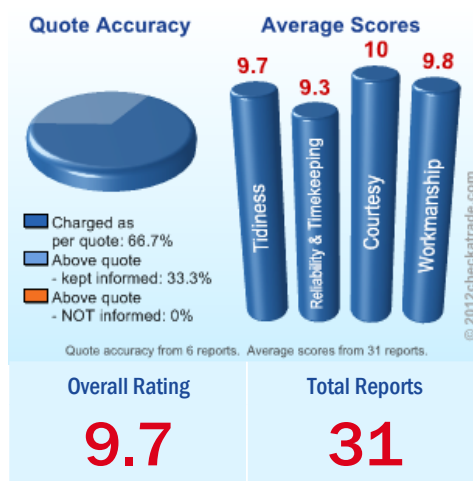 Quote Accuracy
Average Scores
9.7
9.3
10
9.8
Tidiness
Reliability & Timekeeping
Courtesy
Workmanship
Charged as
per quote: 66.7%
Above quote
- kept informed: 33.3%
Above quote
- NOT informed: 0%
© 2012checkatrade.com
Quote accuracy from 6 reports. Average scores from 31 reports.
Overall Rating
Total Reports
9.7
31